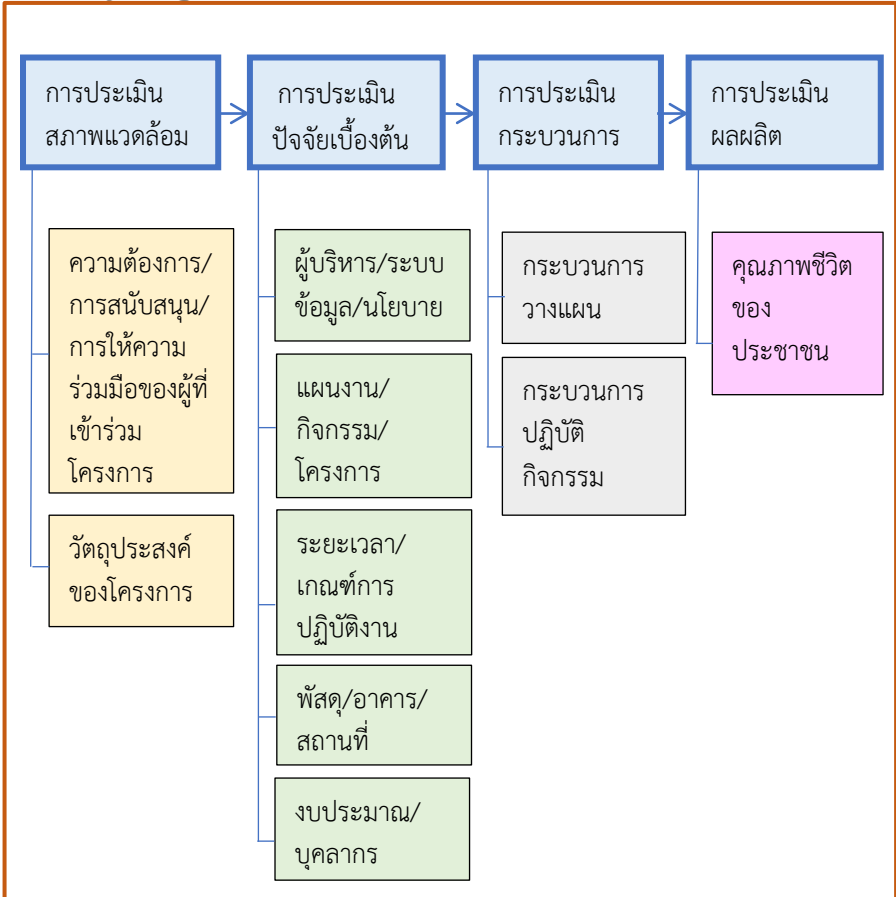 การประเมิน
สภาพแวดล้อม
การประเมิน
ปัจจัยเบื้องต้น
การประเมิน
กระบวนการ
การประเมิน
ผลผลิต
ความต้องการ/
การสนับสนุน/
การให้ความ
ร่วมมือของผู้ที่
เข้าร่วม
โครงการ
วัตถุประสงค์
ของโครงการ
ผู้บริหาร/ระบบ
ข้อมูล/นโยบาย
แผนงาน/
กิจกรรม/
โครงการ
ระยะเวลา/
เกณฑ์การ
ปฏิบัติงาน
พัสดุ/อาคาร/
สถานที่
งบประมาณ/
บุคลากร
กระบวนการ
วางแผน
กระบวนการ
ปฏิบัติ
กิจกรรม
คุณภาพชีวิต
ของ
ประชาชน